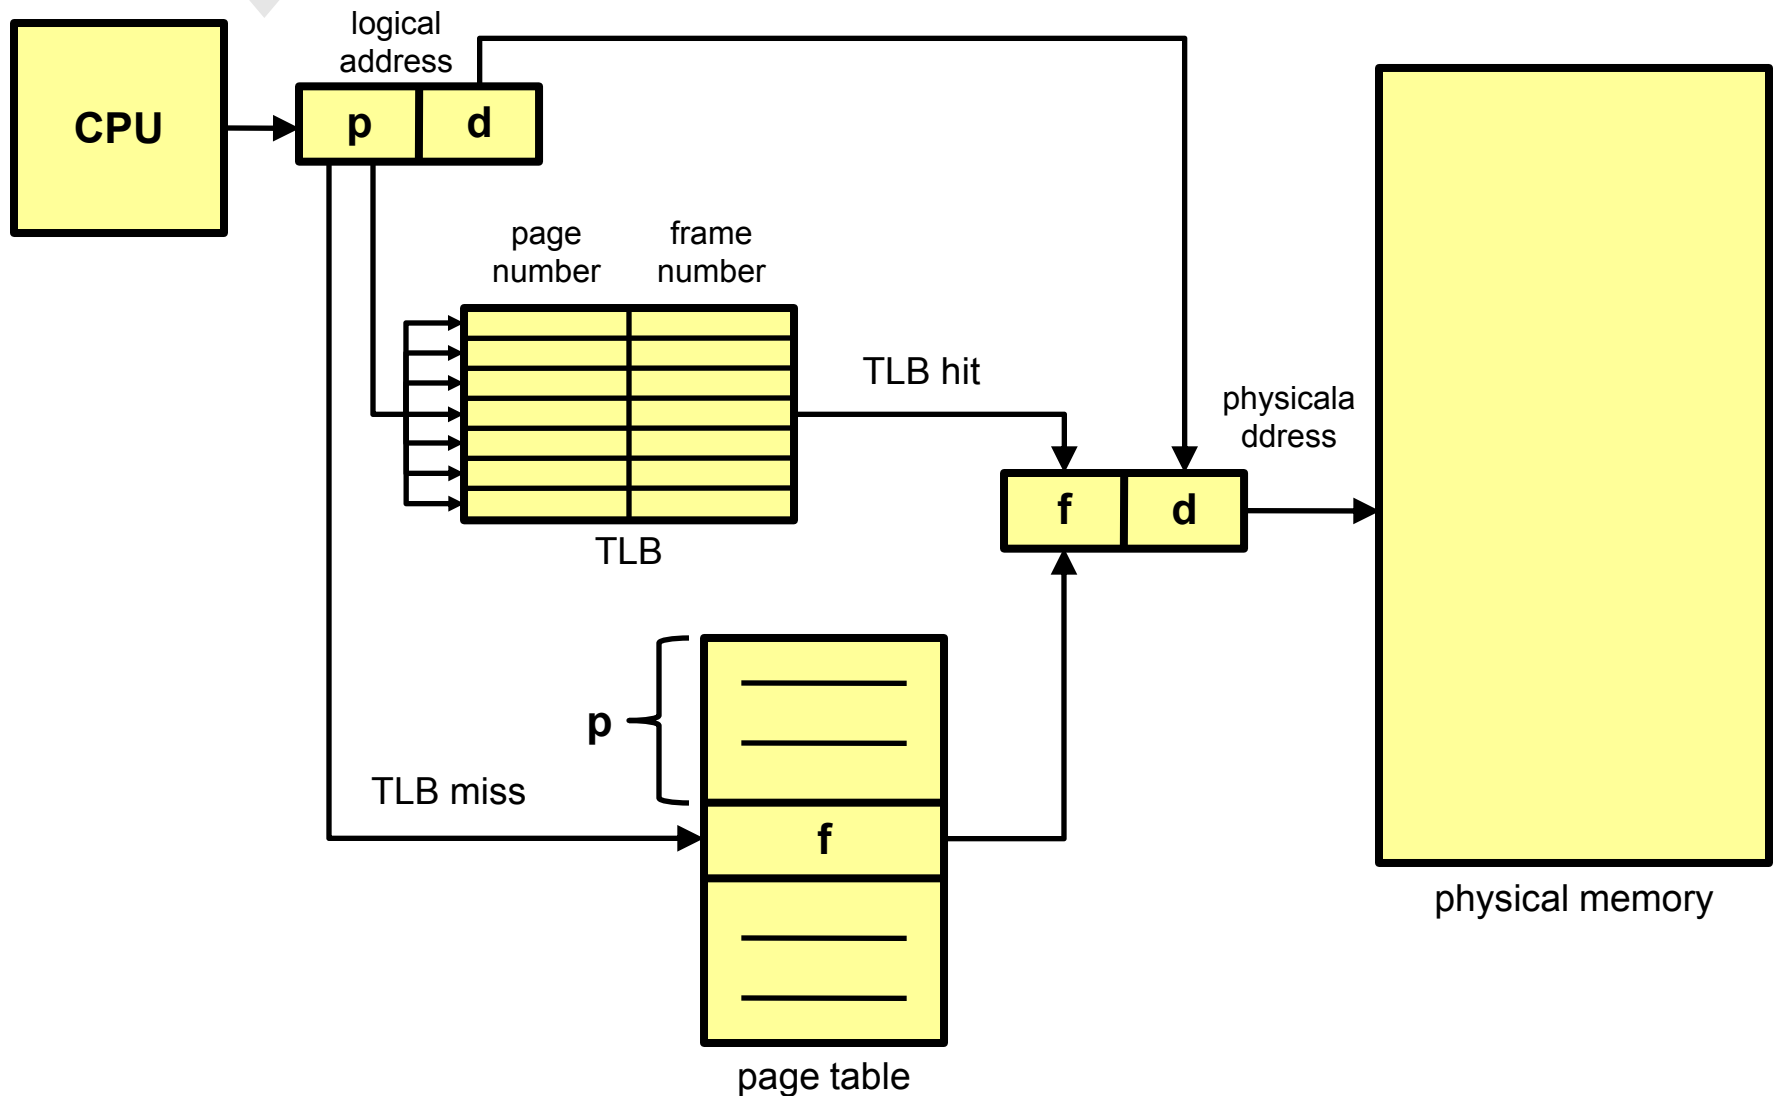 logical
address
CPU
p
d
page
number
frame
number
TLB hit
physicala
ddress
f
d
TLB
p
TLB miss
f
physical memory
page table